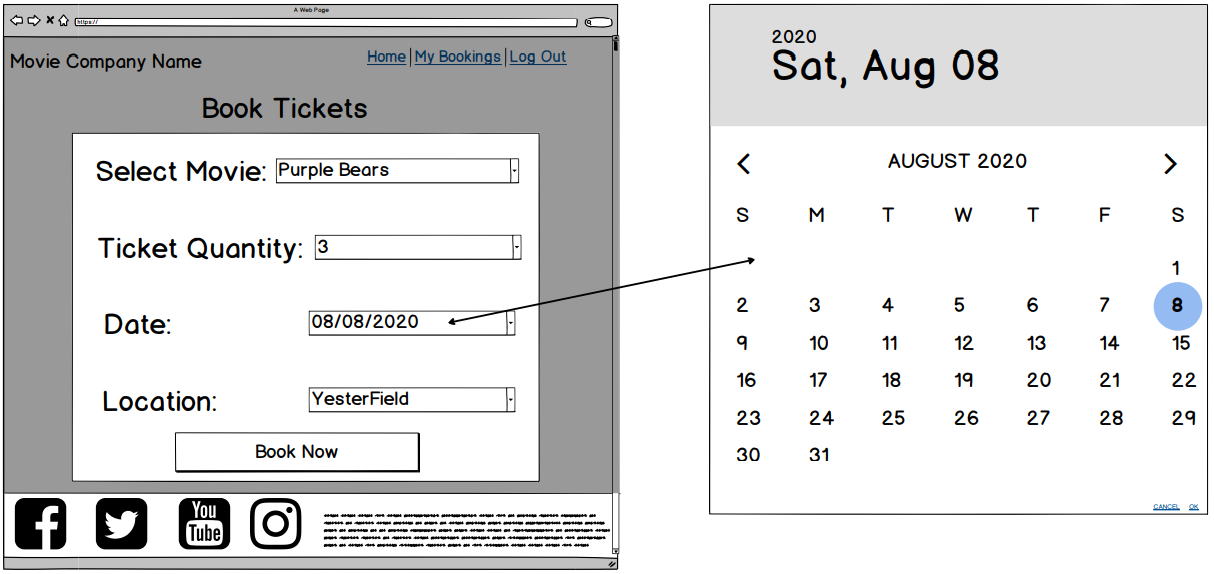 A Web Page
https://
Movie Company Name
Home | My Bookings | Log Out
Book Tickets
Select Movie: Purple Bears
Ticket Quantity: 3
Date: 08/08/2020
Location: YesterField
Book Now
You
Tube
2020
Sat, Aug 08
AUGUST 2020
S M T W T F S
1
2 3 4 5 6 7 8
9 10 11 12 13 14 15
16 17 18 19 20 21 22
23 24 25 26 27 28 29
30 31
CANCEL OK